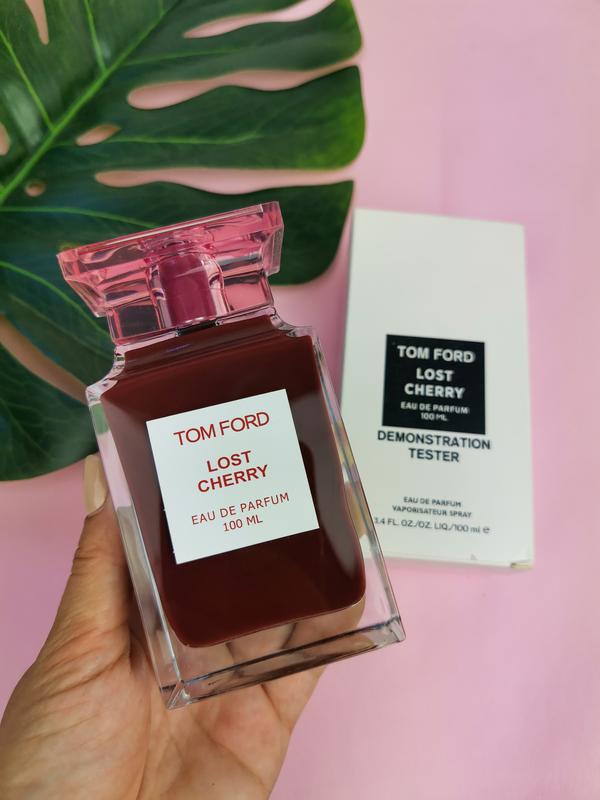 TOM FORD
LOST
CHERRY
EAU DE PARFUM
100 ML
TOM FORD
LOST
CHERRY
EAU DE PARFUM
100 ML
DEMONSTRATION
TESTER
EAU DE PARFUM
VAPORISATEUR SPRAY
3.4 FL. OZ./OZ. LIQ./100 ml e